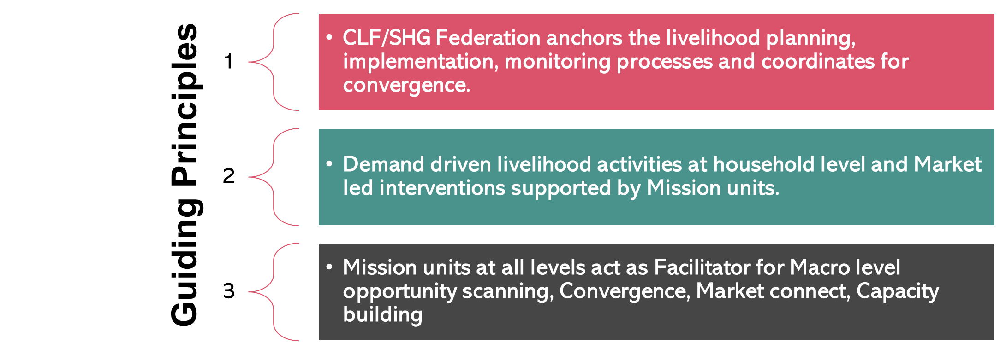 Guiding Principles
1
• CLF/SHG Federation anchors the livelihood planning,
implementation, monitoring processes and coordinates for
convergence.
2
• Demand driven livelihood activities at household level and Market
led interventions supported by Mission units.
3
• Mission units at all levels act as Facilitator for Macro level
opportunity scanning, Convergence, Market connect, Capacity
building